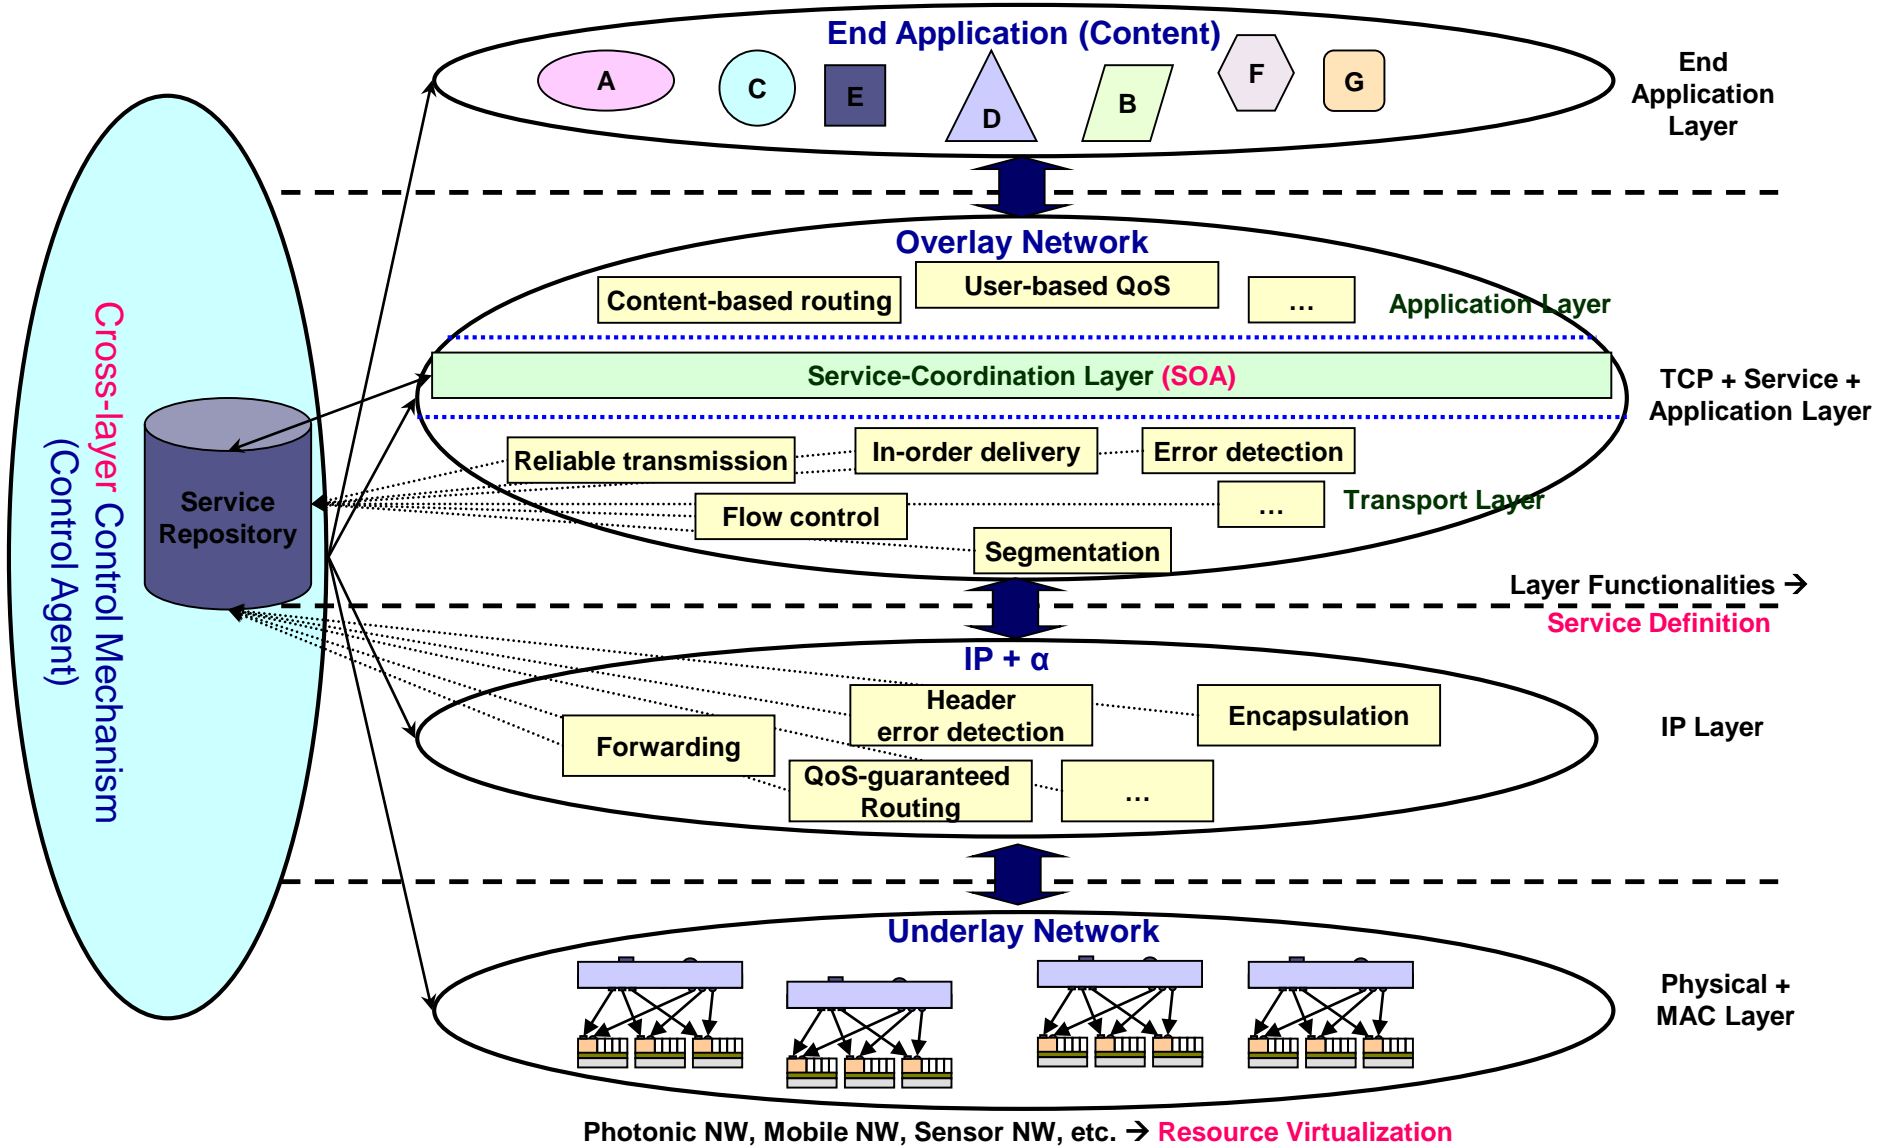 End Application (Content)
A
C
E
D
B
F
G
End
Application
Layer
Cross-layer Control Mechanism
(Control Agent)
Service
Repository
Overlay Network
Content-based routing
User-based QoS
...
Application Layer
Service-Coordination Layer (SOA)
TCP + Service +
Application Layer
Reliable transmission
In-order delivery
Error detection
Flow control
...
Transport Layer
Segmentation
Layer Functionalities →
Service Definition
IP + α
Header
error detection
Encapsulation
Forwarding
QoS-guaranteed
Routing
...
IP Layer
Underlay Network
Physical +
MAC Layer
Photonic NW, Mobile NW, Sensor NW, etc. → Resource Virtualization